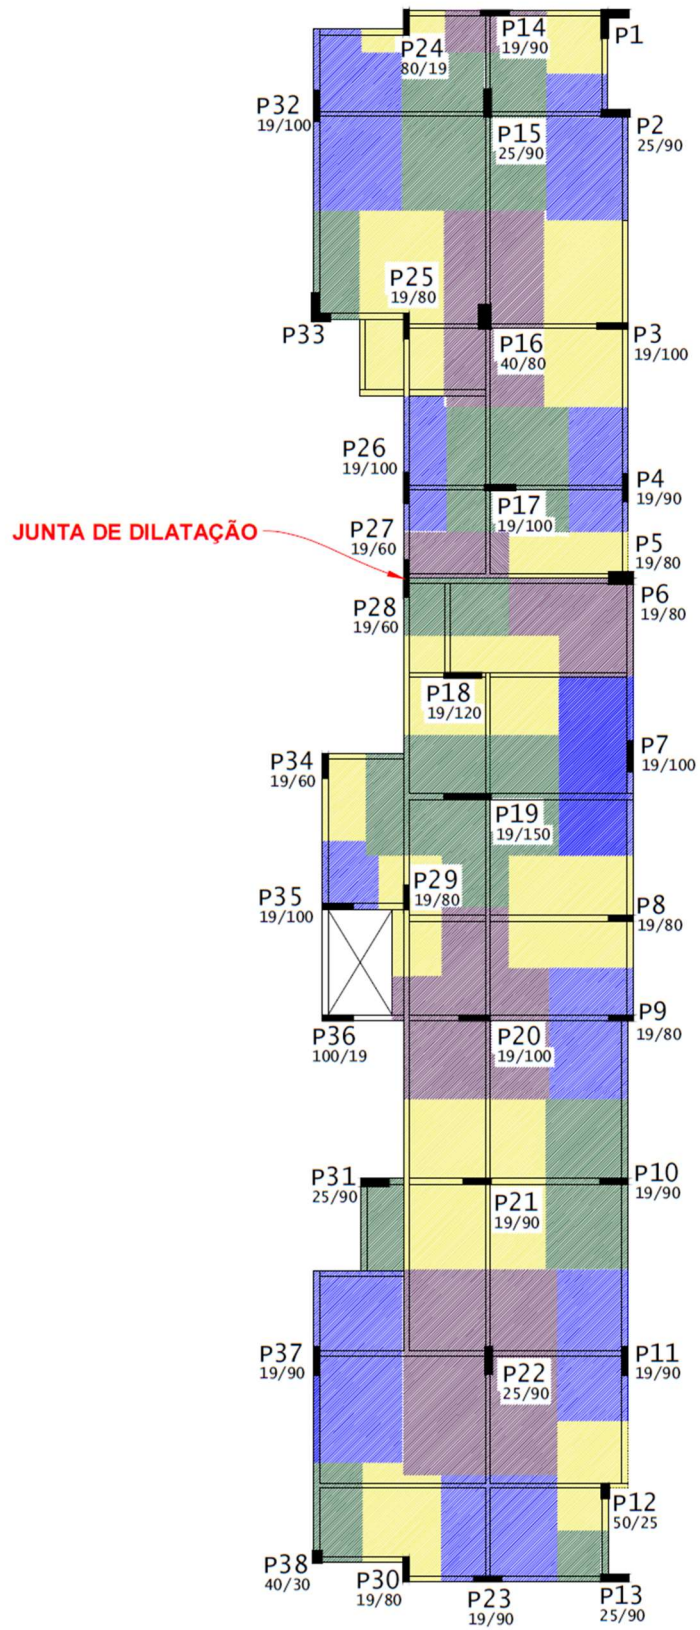 P14
19/90
P1
P24
80/19
P32
19/100
P15
25/90
P2
25/90
P25
19/80
P33
P16
40/80
P3
19/100
P26
19/100
P4
19/90
P17
19/100
P27
19/60
JUNTA DE DILATAÇÃO
P5
19/80
P28
19/60
P6
19/80
P18
19/120
P7
19/100
P34
19/60
P19
19/150
P29
19/80
P35
19/100
P8
19/80
P36
100/19
P20
19/100
P9
19/80
P31
25/90
P10
19/90
P21
19/90
P37
19/90
P22
25/90
P11
19/90
P12
50/25
P38
40/30
P30
19/80
P23
19/90
P13
25/90